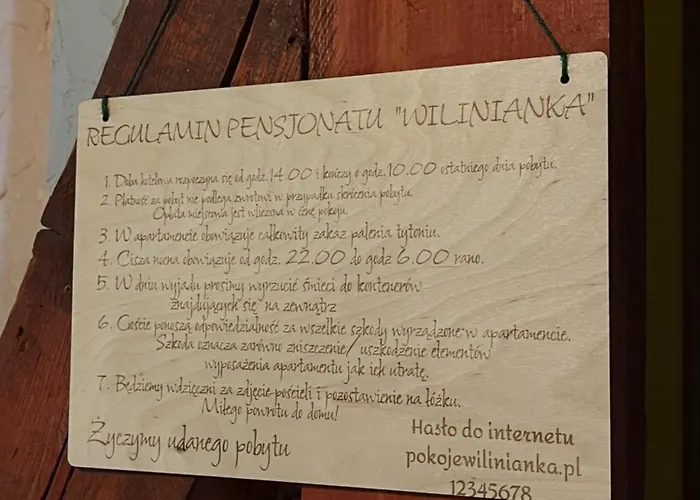 REGULAMIN PENSJONATU "WILINIANKA"
1. Doba hotelowa rozpoczyna się od godz. 14.00 i kończy o godz. 10.00 ostatniego dnia pobytu.
2. Płatność za pobyt nie podlega zwrotowi w przypadku skrócenia pobytu.
Opłata miejscowa jest wliczona w cenę pokoju.
3. W apartamencie obowiązuje całkowity zakaz palenia tytoniu.
4. Cisza nocna obowiązuje od godz. 22.00 do godz 6.00 rano.
5. W dniu wyjadu prosimy wyrzucić śmieci do kontenerów
znajdujących się na zewnątrz
6. Goście ponoszą odpowiedzialność za wszelkie szkody wyrządzone w apartamencie.
Szkoda oznacza zarówno zniszczenie/ uszkodzenie elementów
wyposażenia apartamentu jak ich utratę.
7. Będziemy wdzięczni za zdjęcie pościeli i pozostawienie na łóżku.
Miłego powrotu do domu!
Życzymy udanego pobytu
Hasło do internetu
pokojewilinianka.pl
12345678